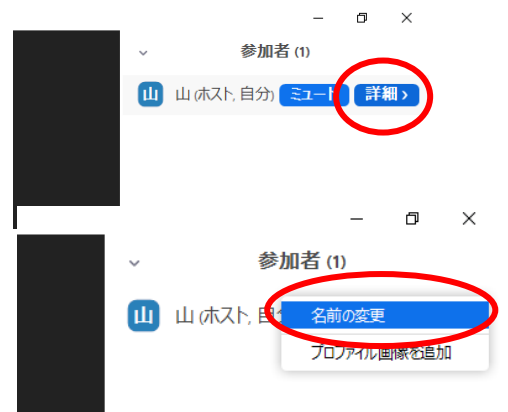 参加者 (1)
山 山 (ホスト, 自分) ミュート 詳細 >
参加者 (1)
山 山 (ホスト, 名前の変更
プロファイル画像を追加